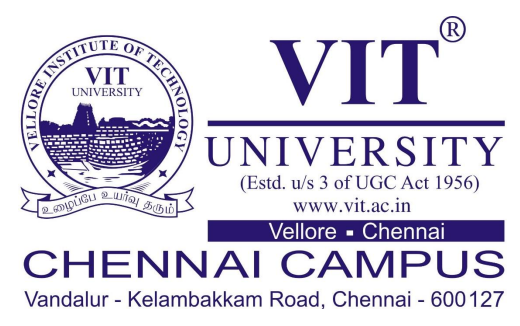 VELLORE INSTITUTE OF TECHNOLOGY
VIT
UNIVERSITY
உழைப்பே உயர்வு தரும்
VIT®
UNIVERSITY
(Estd. u/s 3 of UGC Act 1956)
www.vit.ac.in
Vellore ▪ Chennai
CHENNAI CAMPUS
Vandalur - Kelambakkam Road, Chennai - 600127